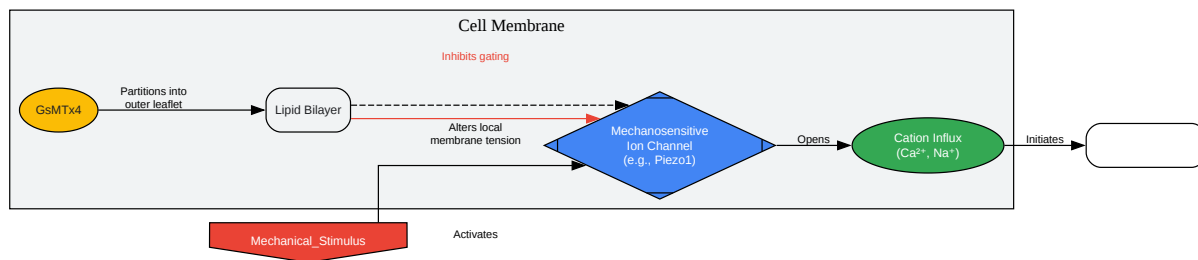 Cell Membrane
Inhibits gating
GsMTx4
Partitions into
outer leaflet
Lipid Bilayer
Alters local
membrane tension
Mechanosensitive
Ion Channel
(e.g., Piezo1)
Opens
Cation Influx
(Ca²⁺, Na⁺)
Initiates
Mechanical_Stimulus
Activates